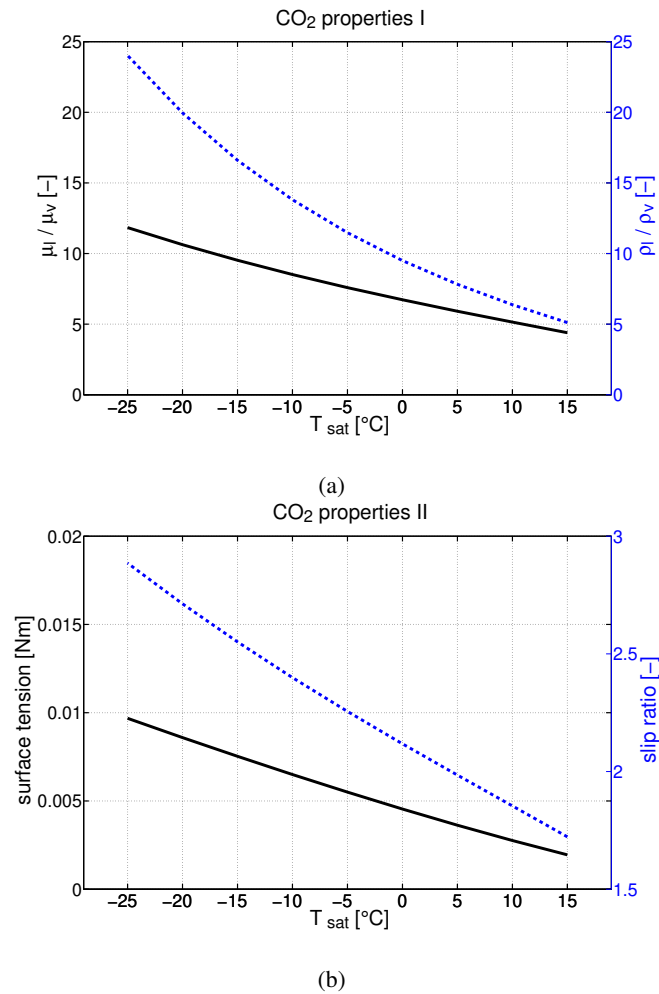 CO2 properties I
25
20
15
10
5
0
μl / μv [−]
25
20
15
10
5
0
ρl / ρv [−]
−25 −20 −15 −10 −5 0 5 10 15
T sat [°C]
(a)
CO2 properties II
0.02
0.015
0.01
0.005
0
surface tension [Nm]
3
2.5
2
1.5
slip ratio [−]
−25 −20 −15 −10 −5 0 5 10 15
T sat [°C]
(b)